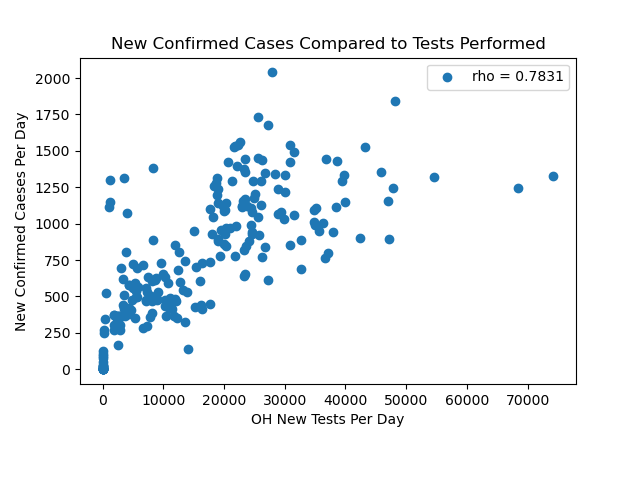 New Confirmed Cases Compared to Tests Performed
rho = 0.7831
New Confirmed Caeses Per Day
2000
1750
1500
1250
1000
750
500
250
0
0 10000 20000 30000 40000 50000 60000 70000
OH New Tests Per Day